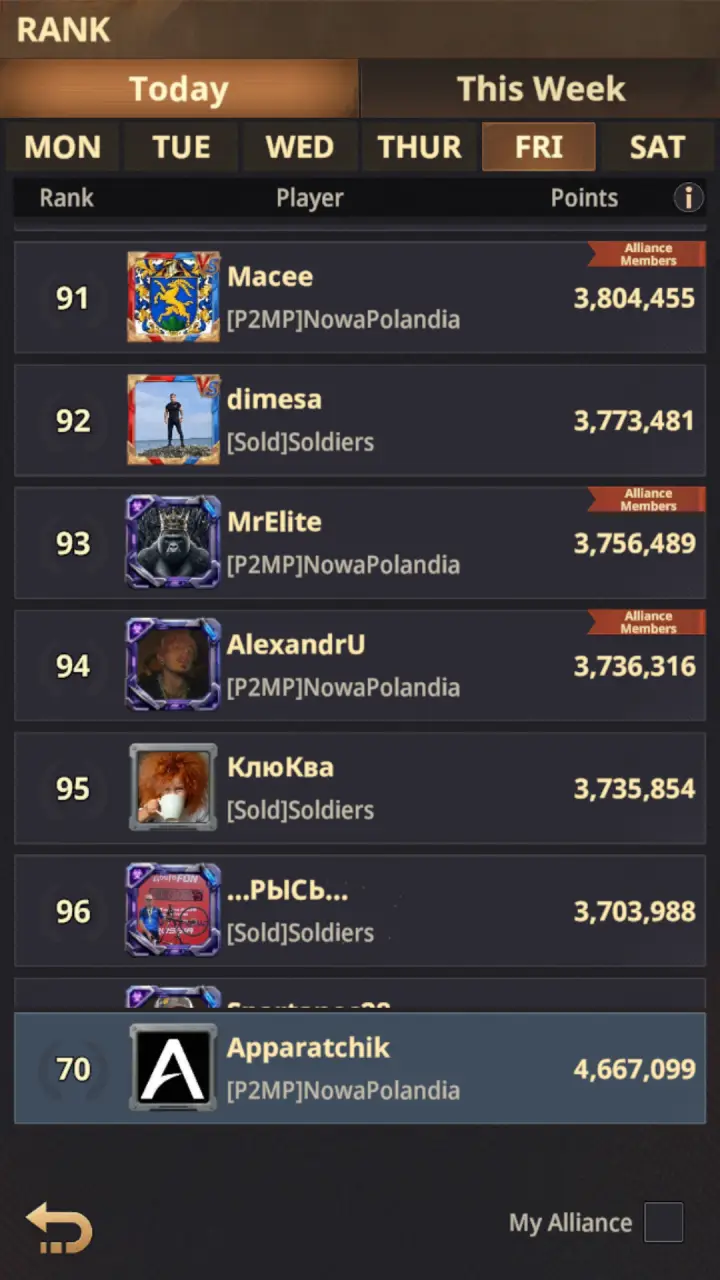 RANK
Today
This Week
MON
TUE
WED
THUR
FRI
SAT
Rank
Player
Points
91
Macee
[P2MP]NowaPolandia
Alliance
Members
3,804,455
92
dimesa
[Sold]Soldiers
3,773,481
93
MrElite
[P2MP]NowaPolandia
Alliance
Members
3,756,489
94
AlexandrU
[P2MP]NowaPolandia
Alliance
Members
3,736,316
95
КлюКва
[Sold]Soldiers
3,735,854
96
...РЫСЬ...
[Sold]Soldiers
3,703,988
70
Apparatchik
[P2MP]NowaPolandia
4,667,099
My Alliance